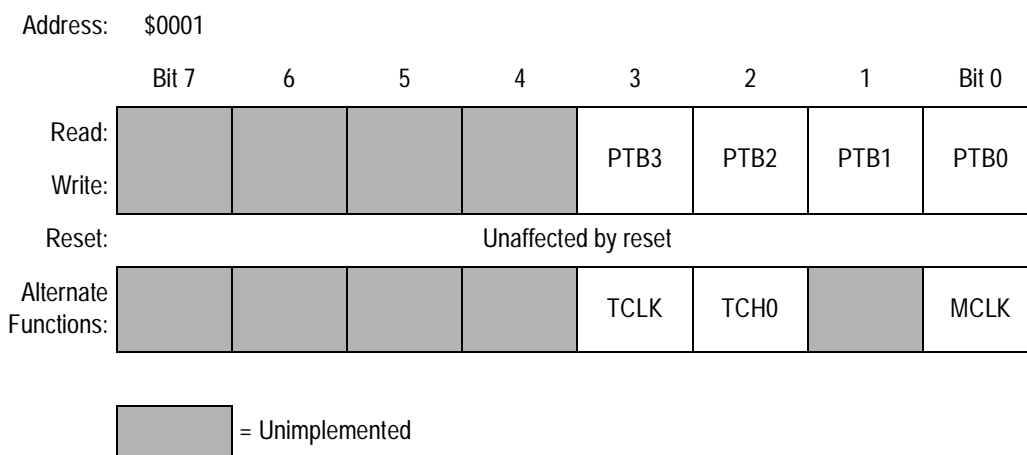 Address: $0001
Bit 7 6 5 4 3 2 1 Bit 0
Read:
PTB3 PTB2 PTB1 PTB0
Write:
Reset: Unaffected by reset
Alternate
Functions:
TCLK TCH0 MCLK
= Unimplemented